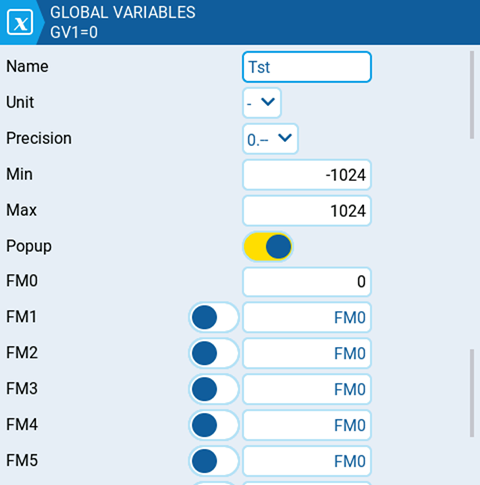 GLOBAL VARIABLES
GV1=0
Name Tst
Unit -
Precision 0.--
Min -1024
Max 1024
Popup
FM0 0
FM1 FM0
FM2 FM0
FM3 FM0
FM4 FM0
FM5 FM0